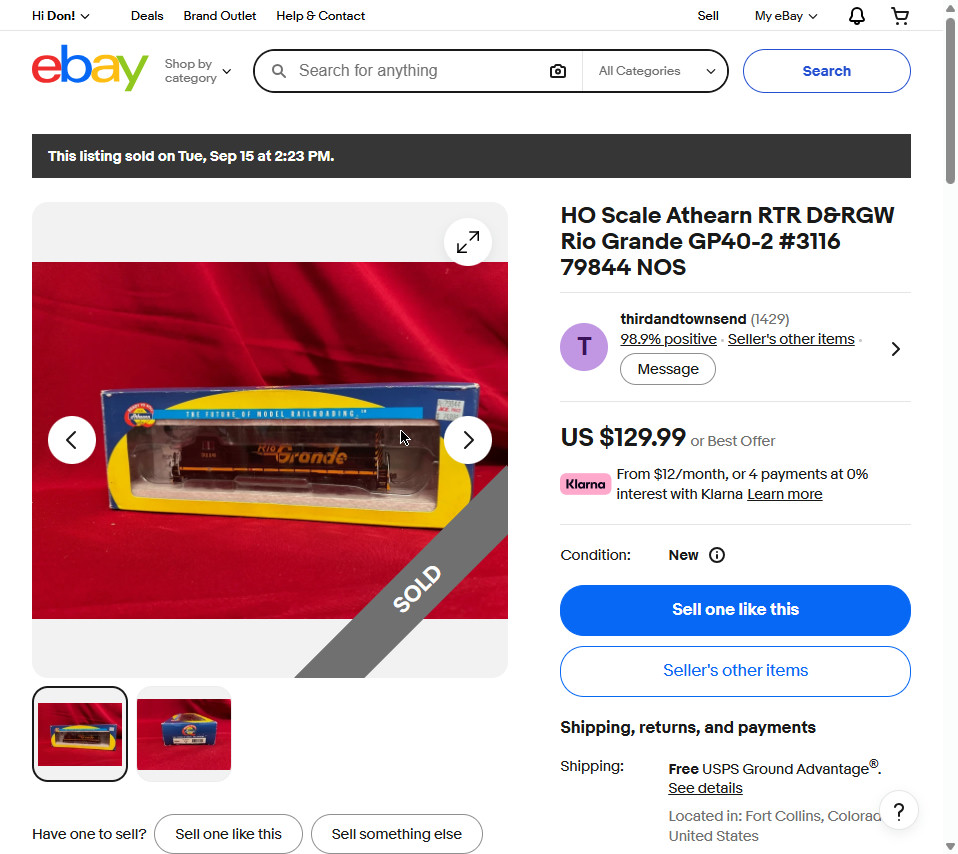 Hi Don!
Deals
Brand Outlet
Help & Contact
Sell
My eBay
ebay
Shop by
category
Search for anything
All Categories
Search
This listing sold on Tue, Sep 15 at 2:23 PM.
THE FUTURE OF MODEL RAILROADING
Rio Grande
SOLD
HO Scale Athearn RTR D&RGW
Rio Grande GP40-2 #3116
79844 NOS
T
thirdandtownsend (1429)
98.9% positive · Seller's other items ·
Message
US $129.99 or Best Offer
Klarna
From $12/month, or 4 payments at 0%
interest with Klarna Learn more
Condition:
New
Sell one like this
Seller's other items
Shipping, returns, and payments
Shipping:
Free USPS Ground Advantage®.
See details
Located in: Fort Collins,
United States
?
Have one to sell?
Sell one like this
Sell something else